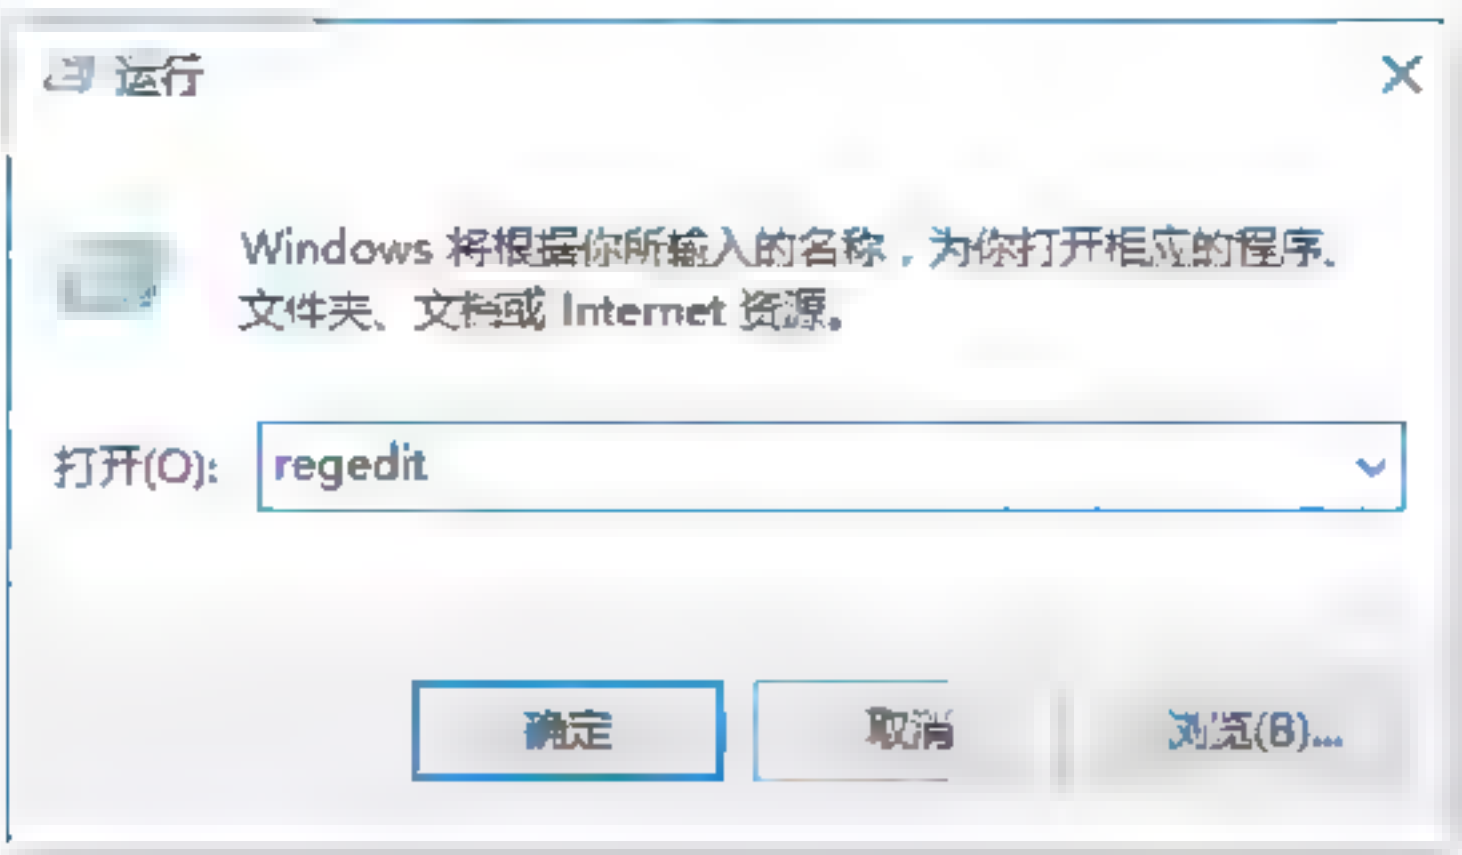 运行
Windows 将根据你所输入的名称，为你打开相应的程序、
文件夹、文档或 Internet 资源。
打开(O):
regedit
确定
取消
浏览(B)...